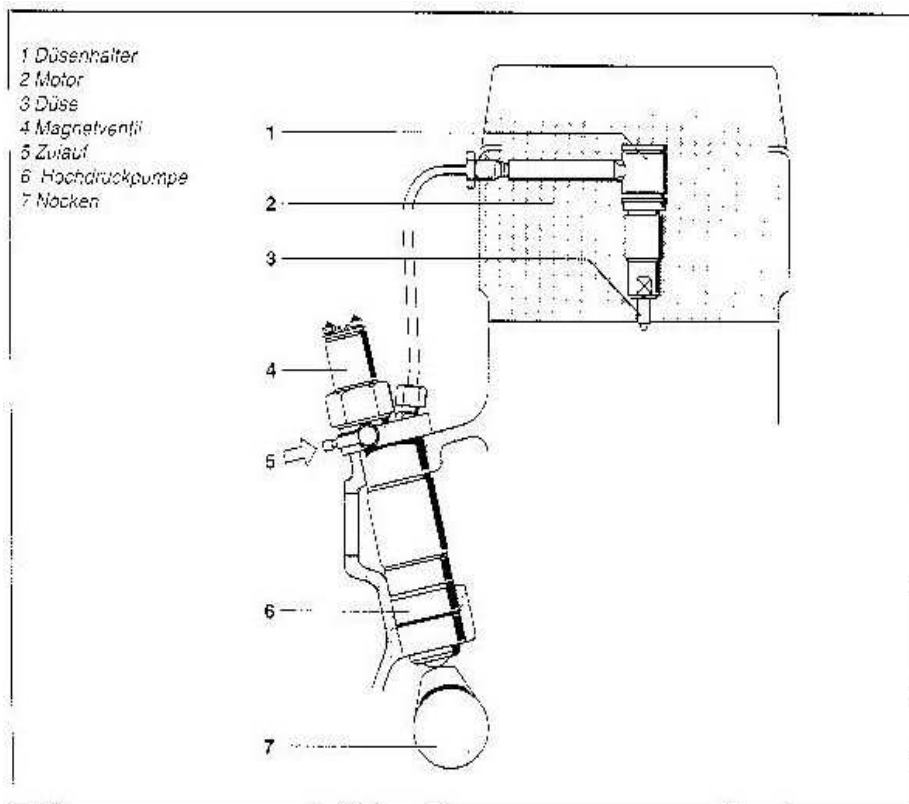 1 Düsenhalter
2 Motor
3 Düse
4 Magnetventil
5 Zulauf
6 Hochdruckpumpe
7 Nocken
1
2
3
4
5
6
7